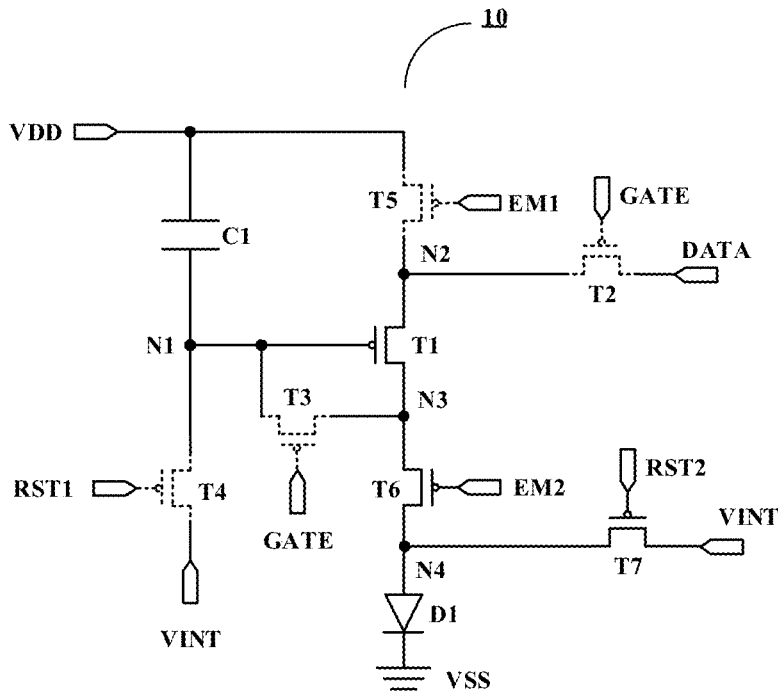 10
VDD
T5
EM1
GATE
C1
N2
DATA
T2
N1
T1
T3
N3
RST1
T4
T6
EM2
RST2
GATE
VINT
N4
T7
VINT
D1
VSS